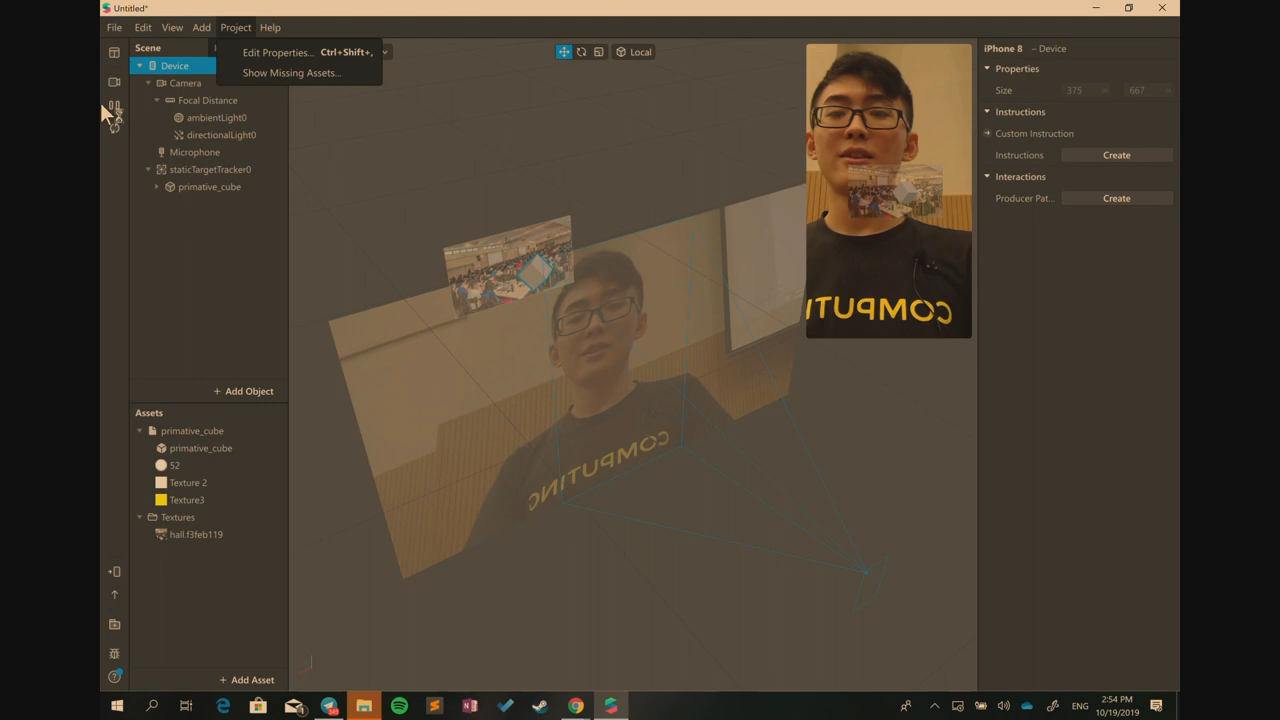 Untitled*
File Edit View Add Project Help
Edit Properties... Ctrl+Shift+,
Show Missing Assets...
Scene
Device
Camera
Focal Distance
ambientLight0
directionalLight0
Microphone
staticTargetTracker0
primative_cube
Add Object
Local
COMPUTING
COMPUTI
iPhone 8 – Device
Properties
Size 375 667
Instructions
Custom Instruction
Instructions Create
Interactions
Producer Pat... Create
Assets
primative_cube
primative_cube
52
Texture 2
Texture3
Textures
hall.f3feb119
Add Asset
ENG
2:54 PM
10/19/2019